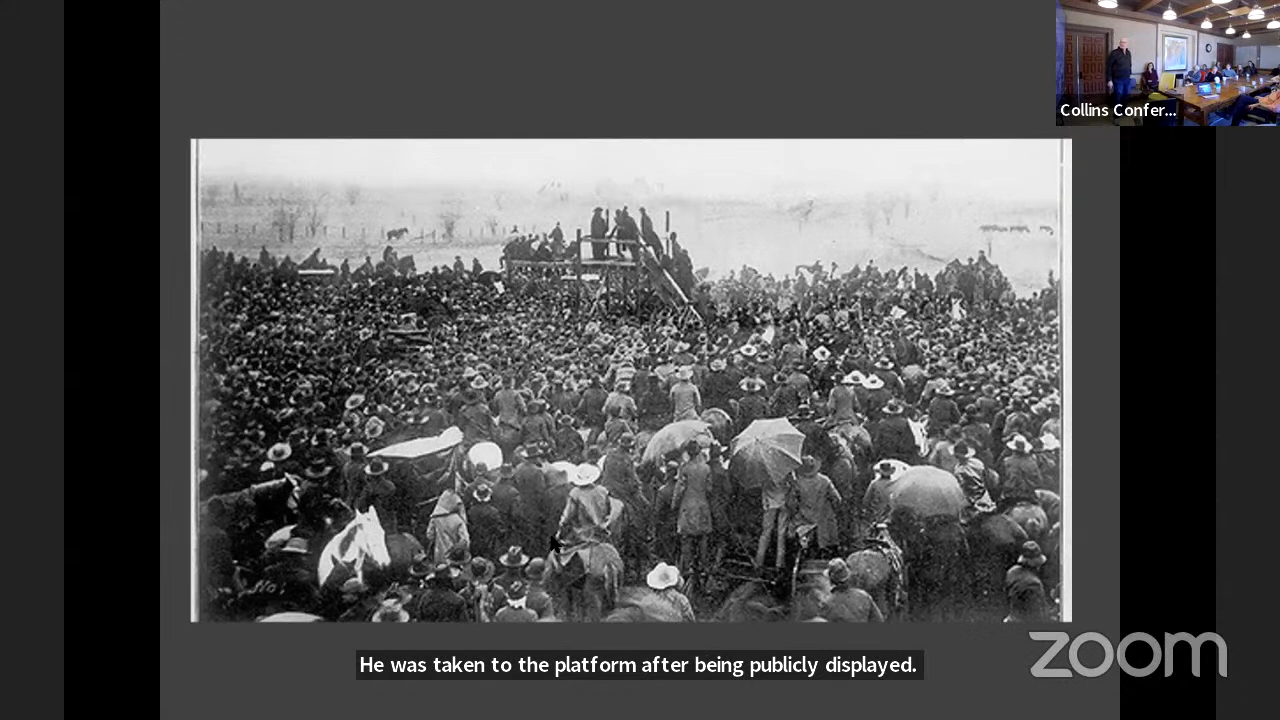 Collins Confer...
He was taken to the platform after being publicly displayed.
zoom